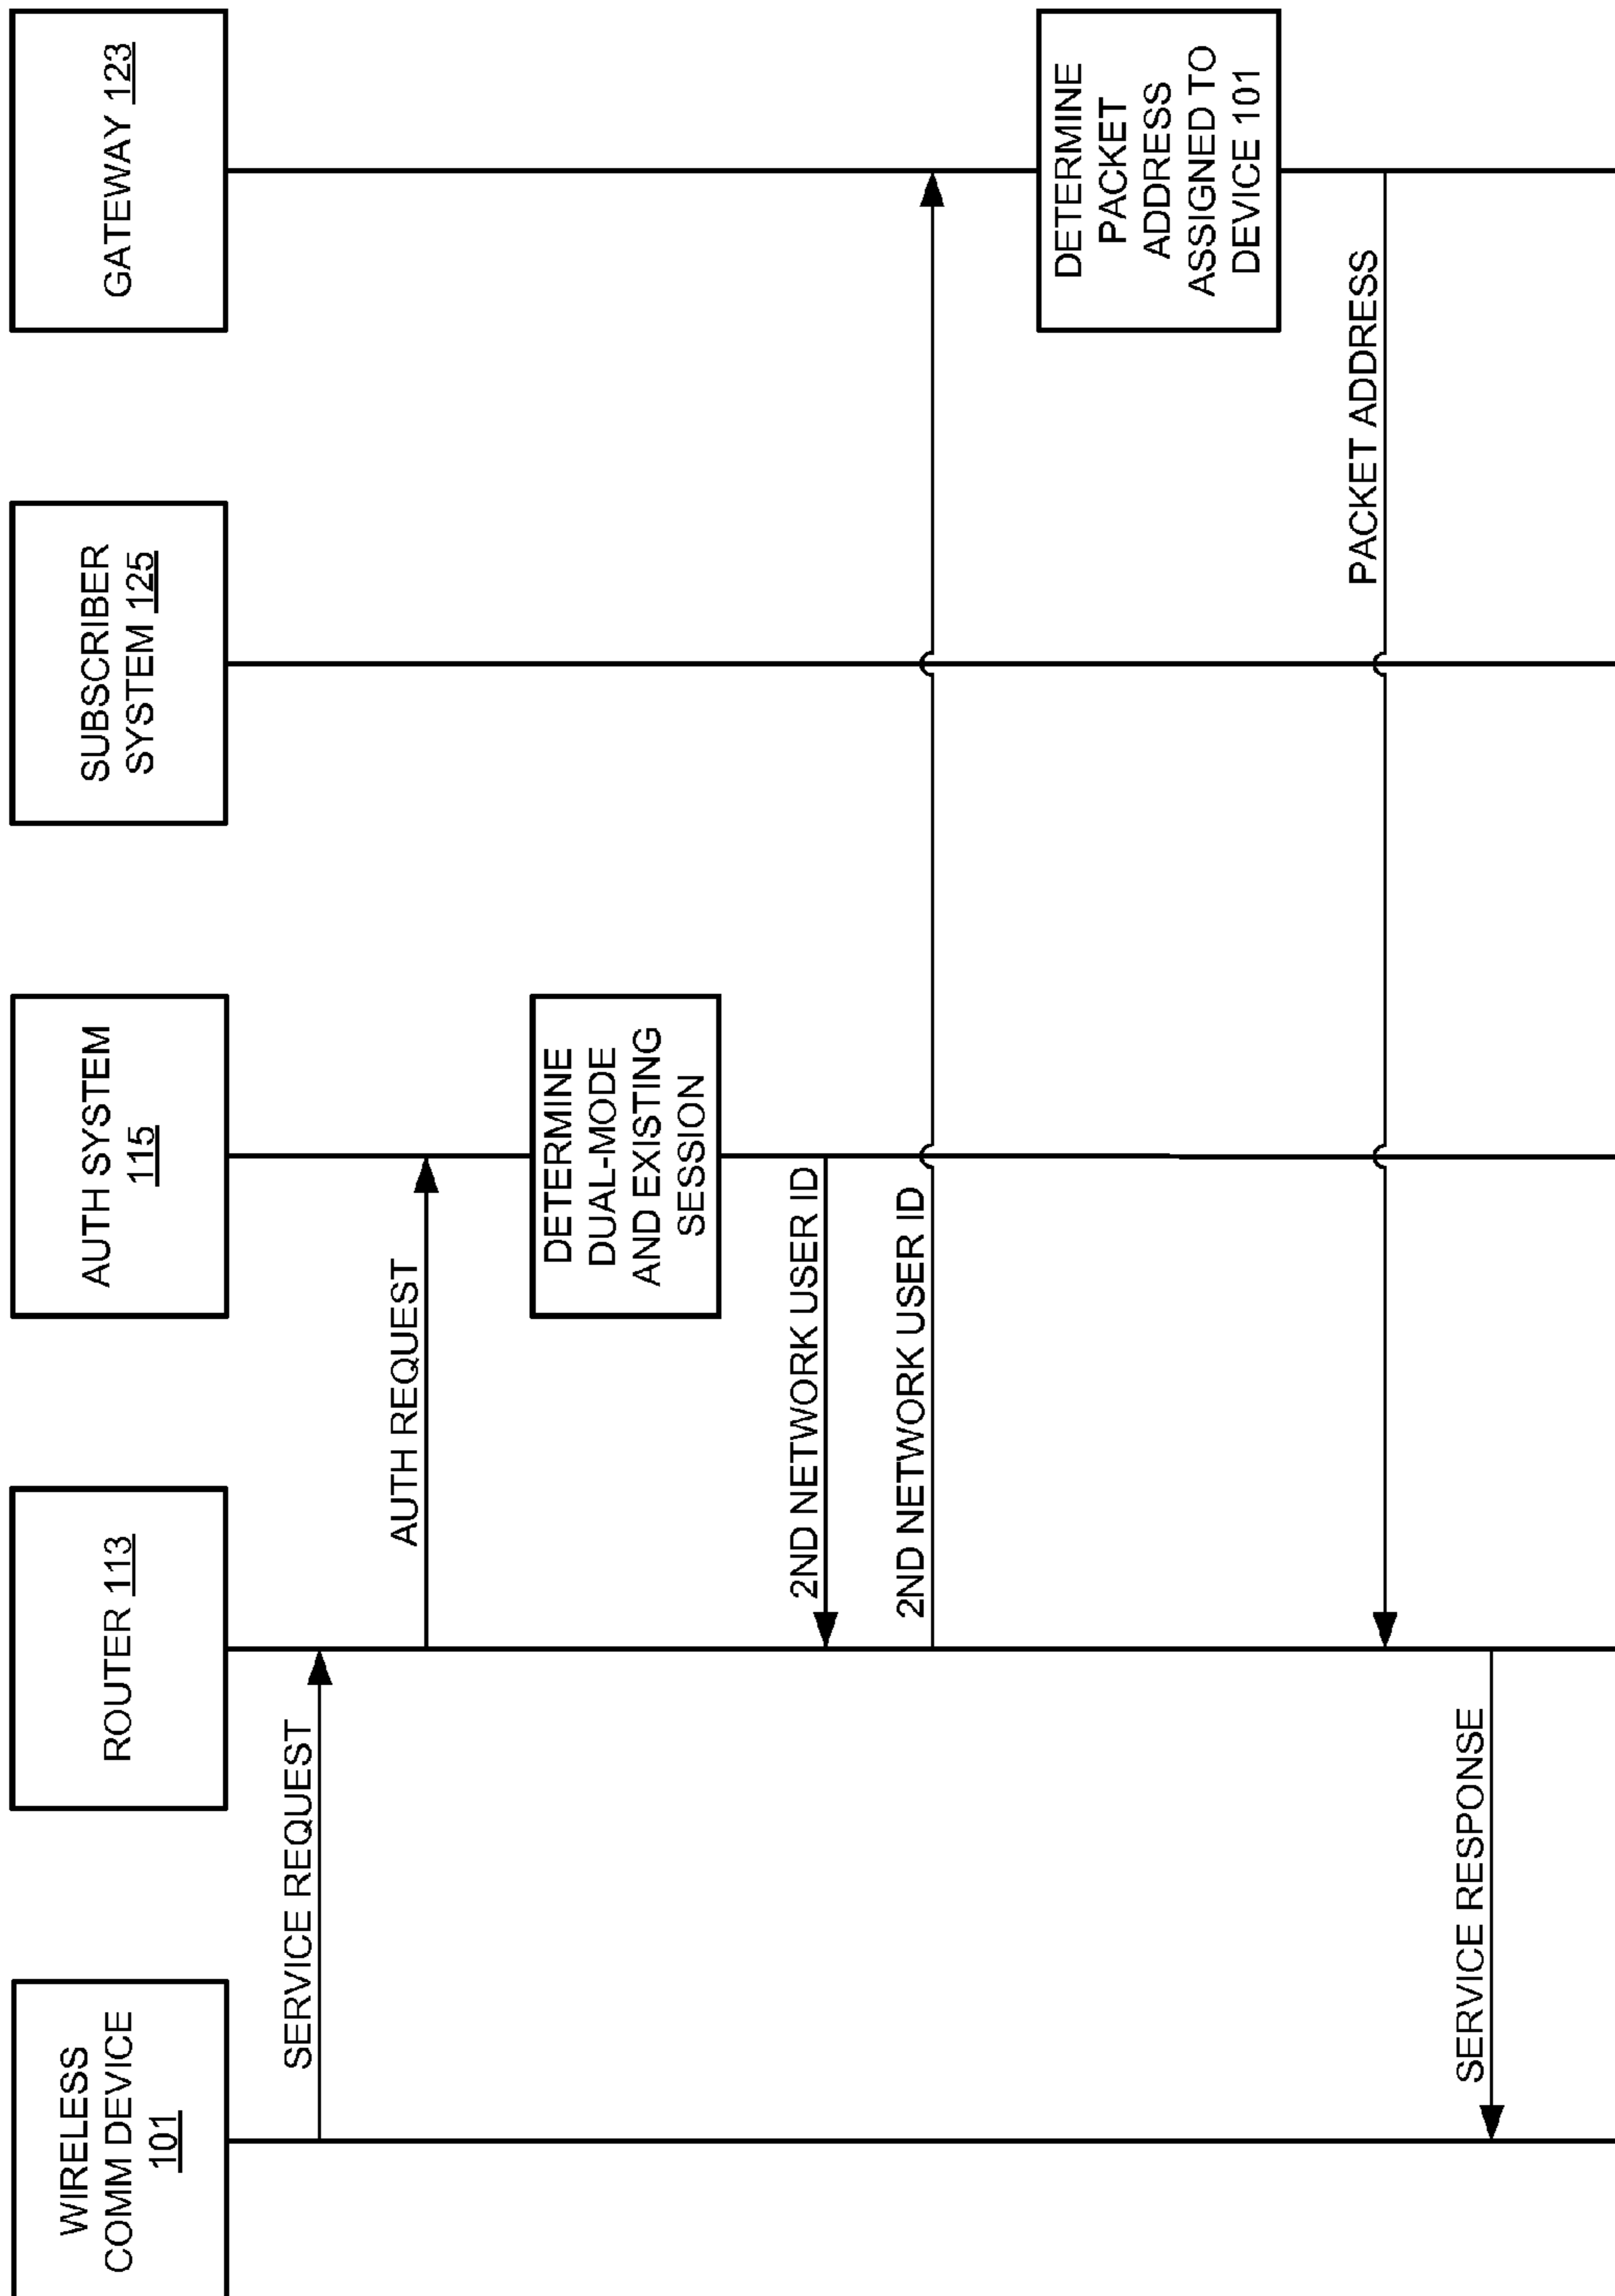 WIRELESS
COMM DEVICE
101
ROUTER 113
AUTH SYSTEM
115
SUBSCRIBER
SYSTEM 125
GATEWAY 123
SERVICE REQUEST
AUTH REQUEST
DETERMINE
DUAL-MODE
AND EXISTING
SESSION
2ND NETWORK USER ID
2ND NETWORK USER ID
DETERMINE
PACKET
ADDRESS
ASSIGNED TO
DEVICE 101
PACKET ADDRESS
SERVICE RESPONSE